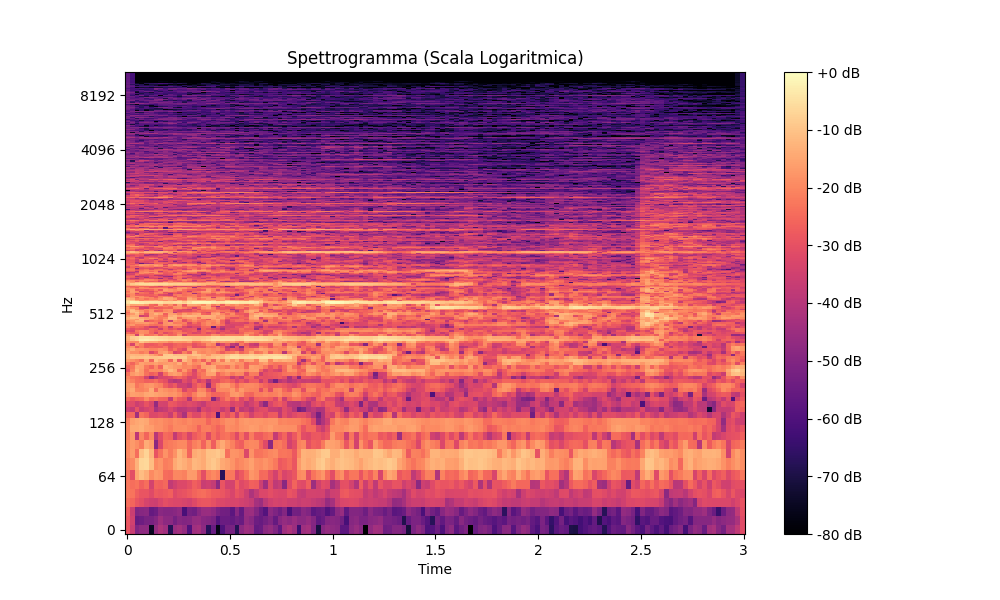 Spettrogramma (Scala Logaritmica)
Hz
8192
4096
2048
1024
512
256
128
64
0
0 0.5 1 1.5 2 2.5 3
Time
+0 dB
-10 dB
-20 dB
-30 dB
-40 dB
-50 dB
-60 dB
-70 dB
-80 dB